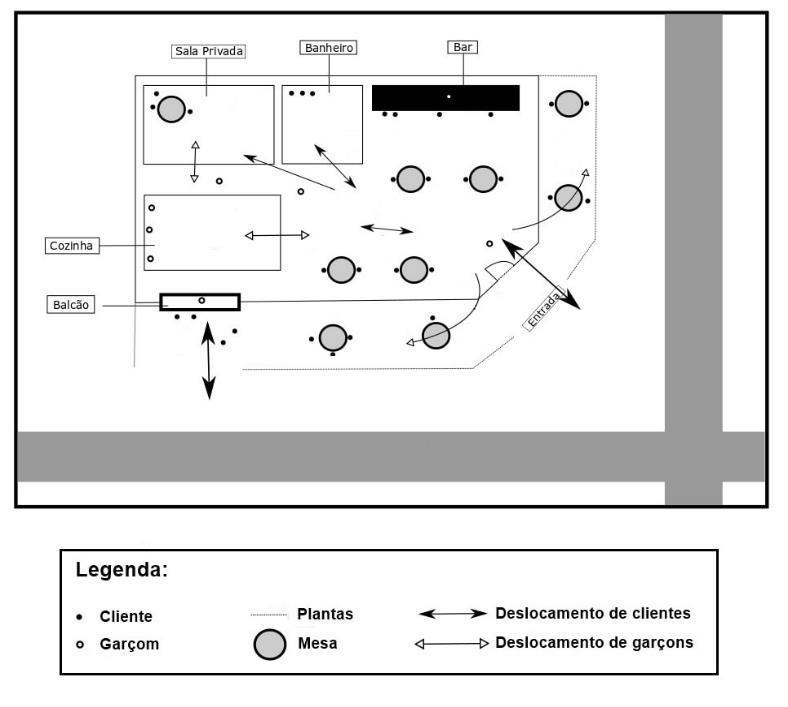 Sala Privada
Banheiro
Bar
Cozinha
Balcão
Entrada
Legenda:
Cliente
Plantas
Deslocamento de clientes
Garçom
Mesa
Deslocamento de garçons